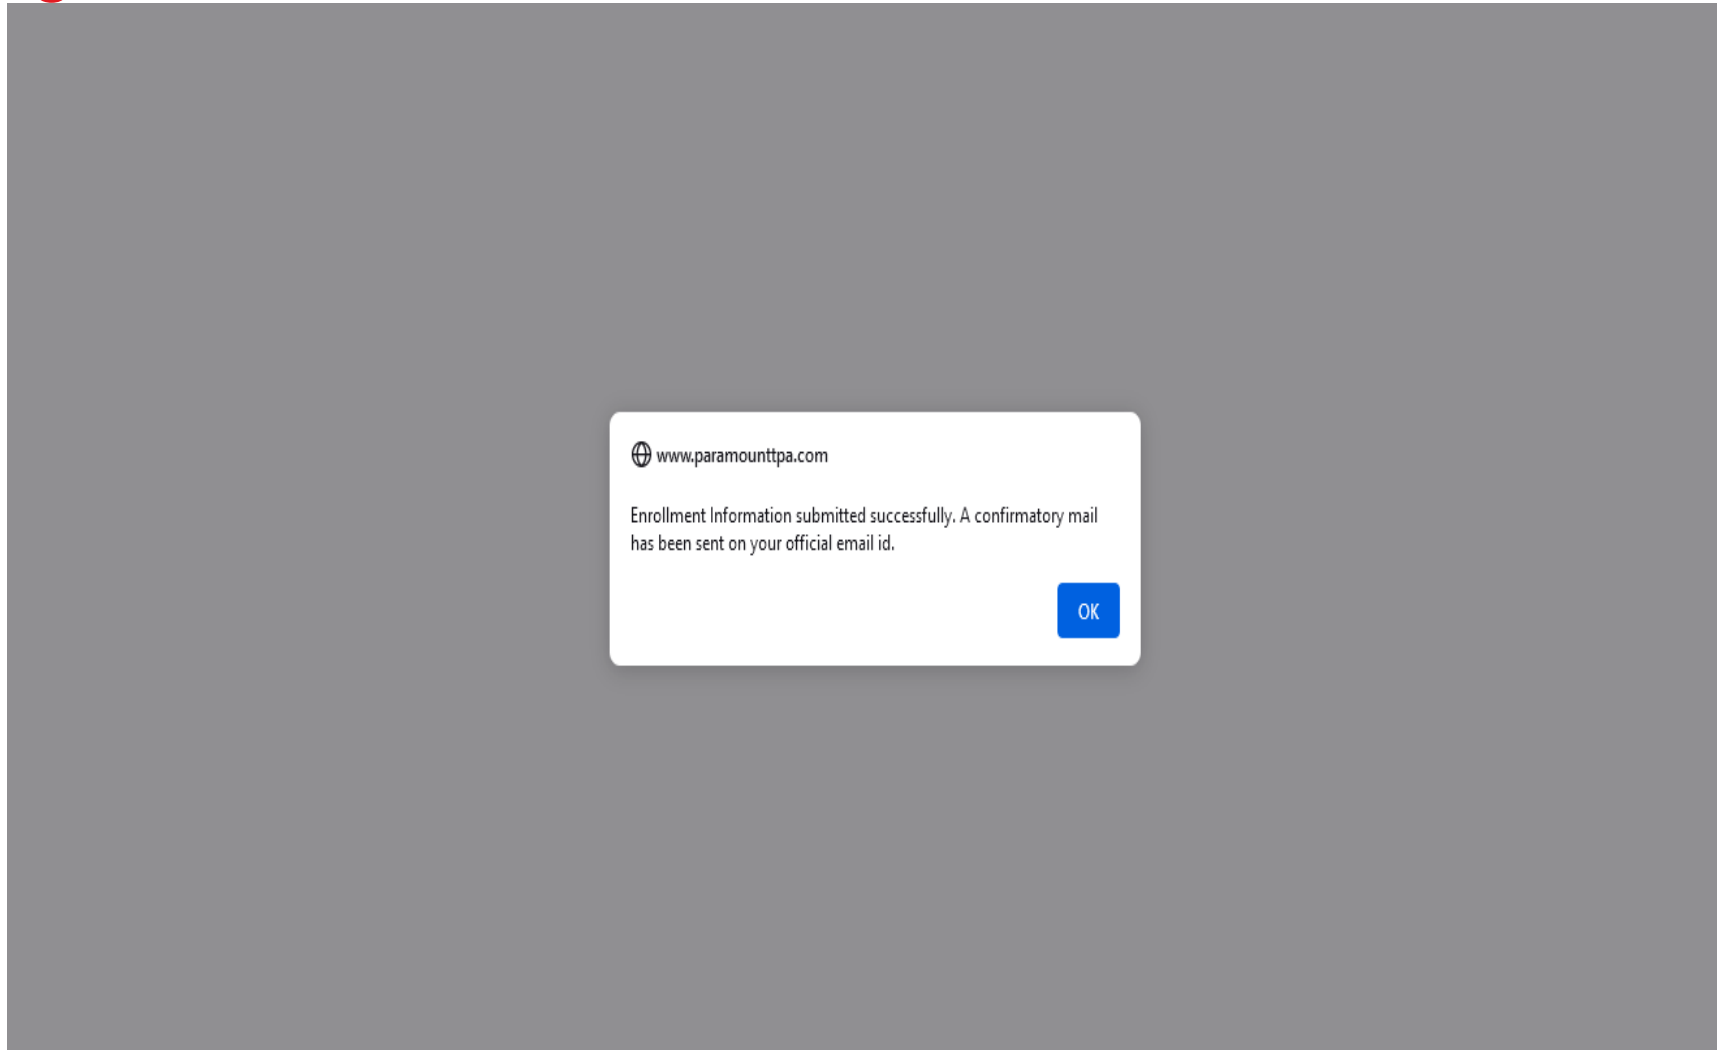 www.paramounttpa.com
Enrollment Information submitted successfully. A confirmatory mail
has been sent on your official email id.
OK